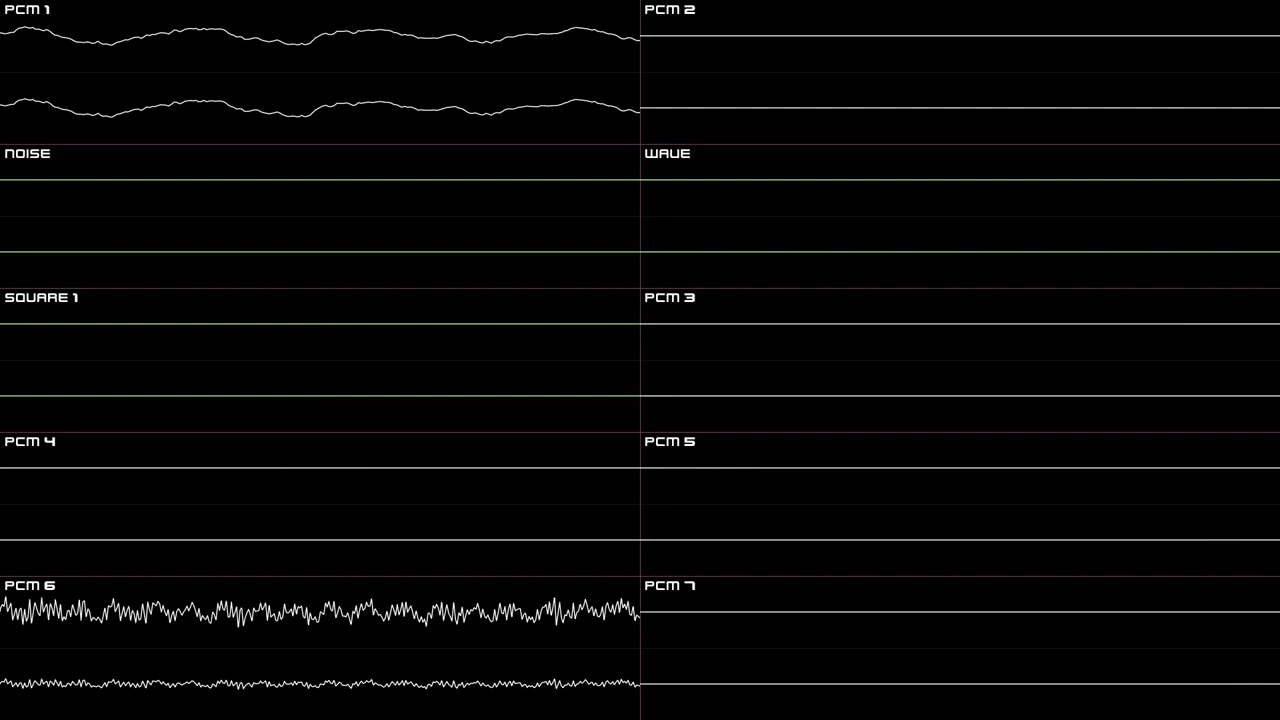 PCM 1
PCM 2
NOISE
WAVE
SQUARE 1
PCM 3
PCM 4
PCM 5
PCM 6
PCM 7